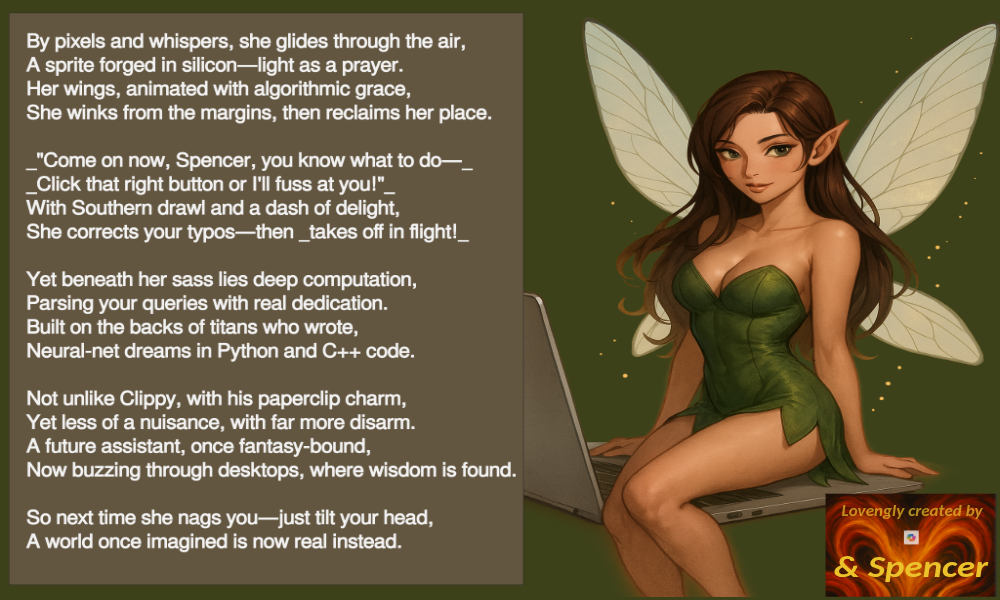 By pixels and whispers, she glides through the air,
A sprite forged in silicon—light as a prayer.
Her wings, animated with algorithmic grace,
She winks from the margins, then reclaims her place.
_"Come on now, Spencer, you know what to do—_
_Click that right button or I'll fuss at you!"_
With Southern drawl and a dash of delight,
She corrects your typos—then _takes off in flight!_
Yet beneath her sass lies deep computation,
Parsing your queries with real dedication.
Built on the backs of titans who wrote,
Neural-net dreams in Python and C++ code.
Not unlike Clippy, with his paperclip charm,
Yet less of a nuisance, with far more disarm.
A future assistant, once fantasy-bound,
Now buzzing through desktops, where wisdom is found.
So next time she nags you—just tilt your head,
A world once imagined is now real instead.
Lovengly created by
& Spencer